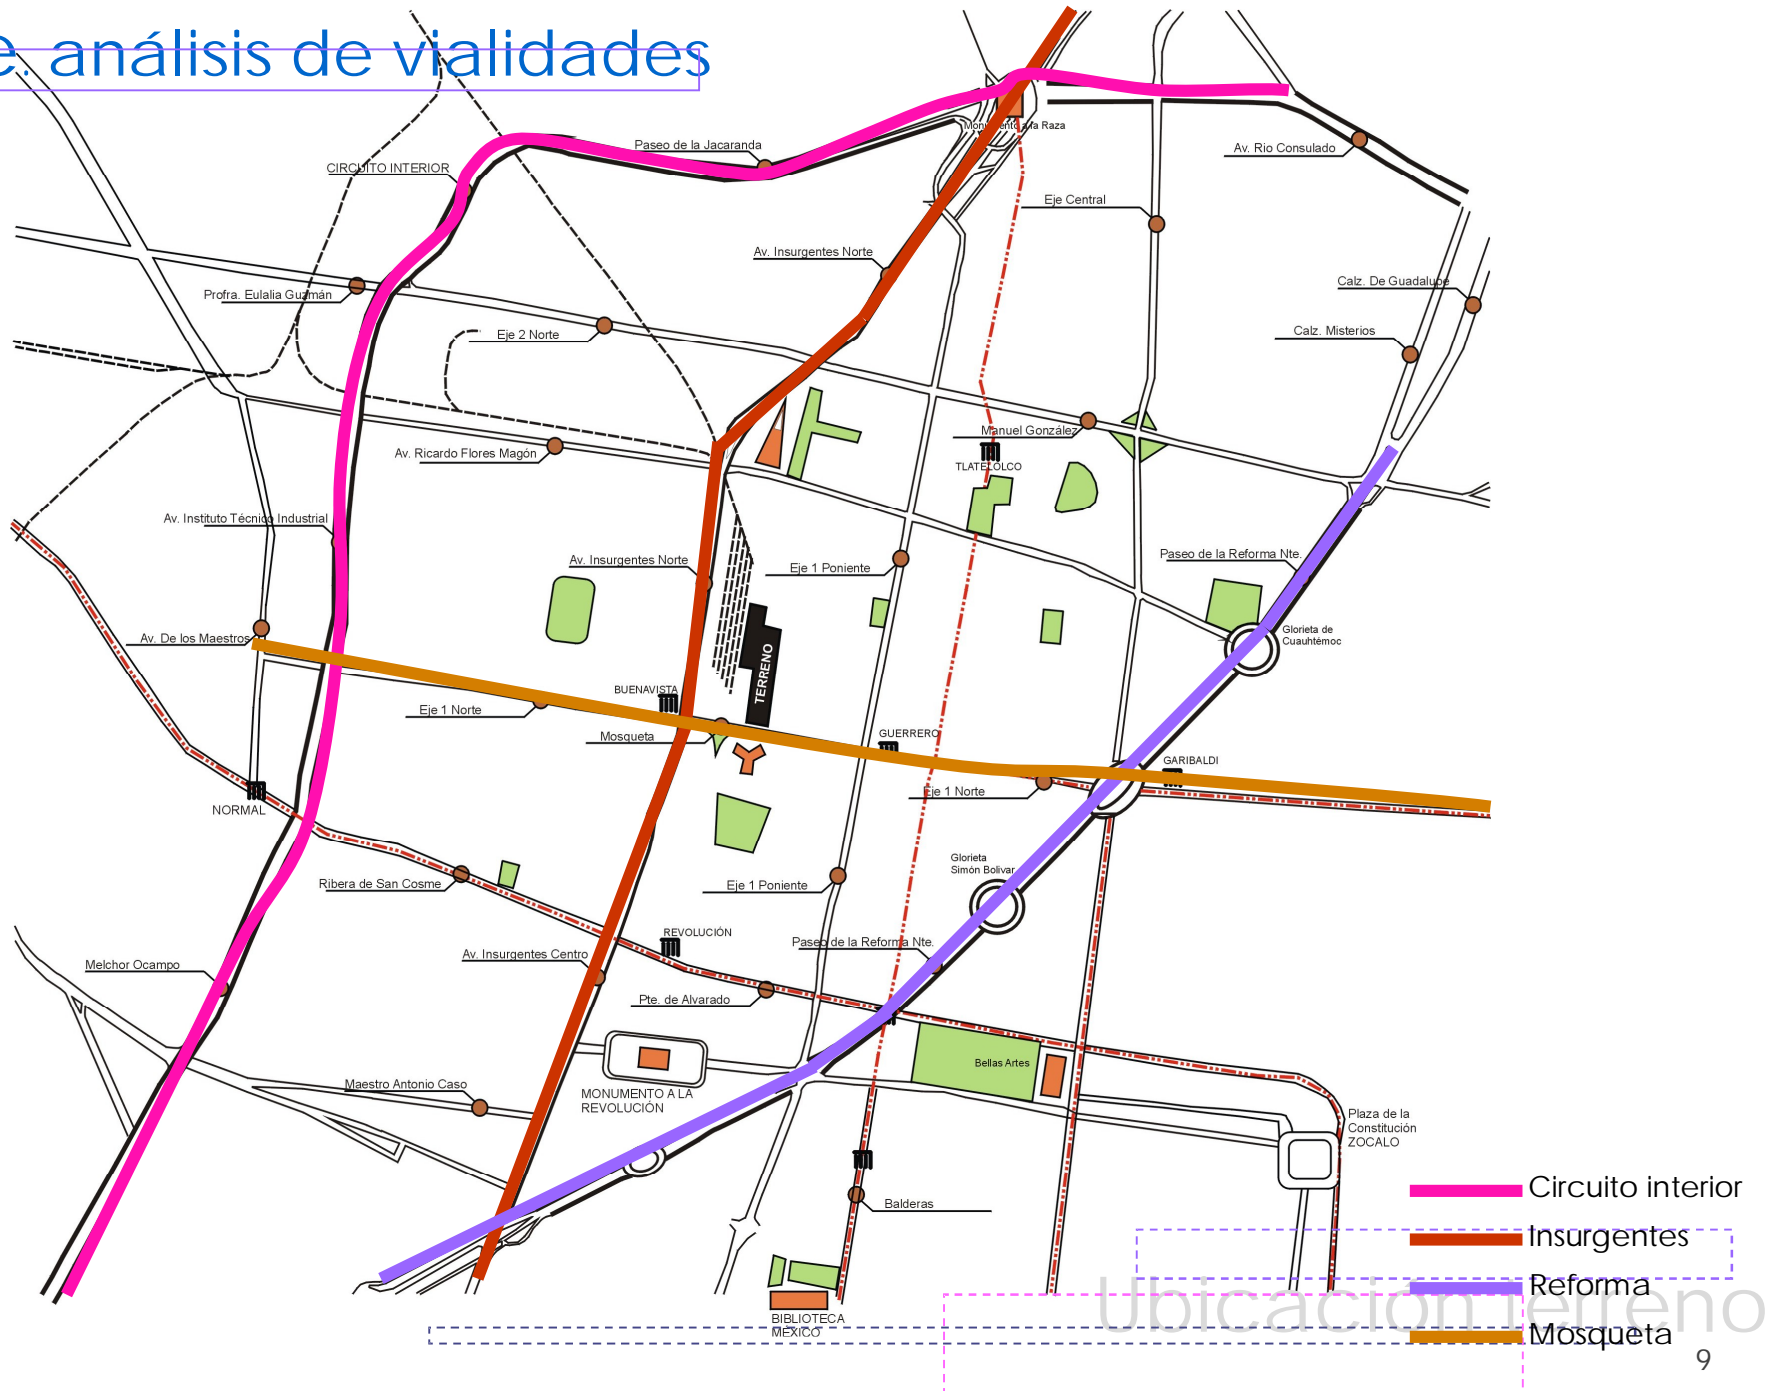 e. análisis de vialidades
Monumento a la Raza
Paseo de la Jacaranda
Av. Rio Consulado
CIRCUITO INTERIOR
Eje Central
Av. Insurgentes Norte
Calz. De Guadalupe
Profra. Eulalia Guzmán
Eje 2 Norte
Calz. Misterios
Manuel González
Av. Ricardo Flores Magón
TLATELOLCO
Av. Instituto Técnico Industrial
Av. Insurgentes Norte
Eje 1 Poniente
Paseo de la Reforma Nte.
Av. De los Maestros
Glorieta de
Cuauhtémoc
TERRENO
BUENAVISTA
Eje 1 Norte
Mosqueta
GUERRERO
GARIBALDI
Eje 1 Norte
NORMAL
Glorieta
Simón Bolivar
Ribera de San Cosme
Eje 1 Poniente
REVOLUCIÓN
Paseo de la Reforma Nte.
Av. Insurgentes Centro
Melchor Ocampo
Pte. de Alvarado
Bellas Artes
Maestro Antonio Caso
MONUMENTO A LA
REVOLUCIÓN
Plaza de la
Constitución
ZOCALO
Balderas
BIBLIOTECA
MÉXICO
Circuito interior
Insurgentes
Reforma
Mosqueta
Ubicación terreno
9